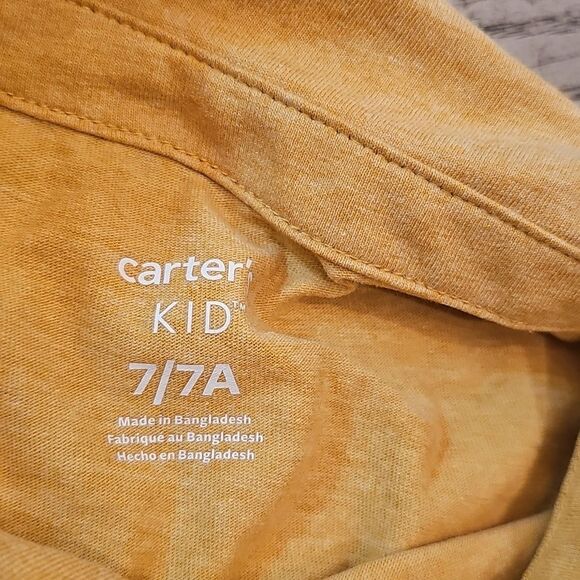 carter'
KID™
7/7A
Made in Bangladesh
Fabriqué au Bangladesh
Hecho en Bangladesh